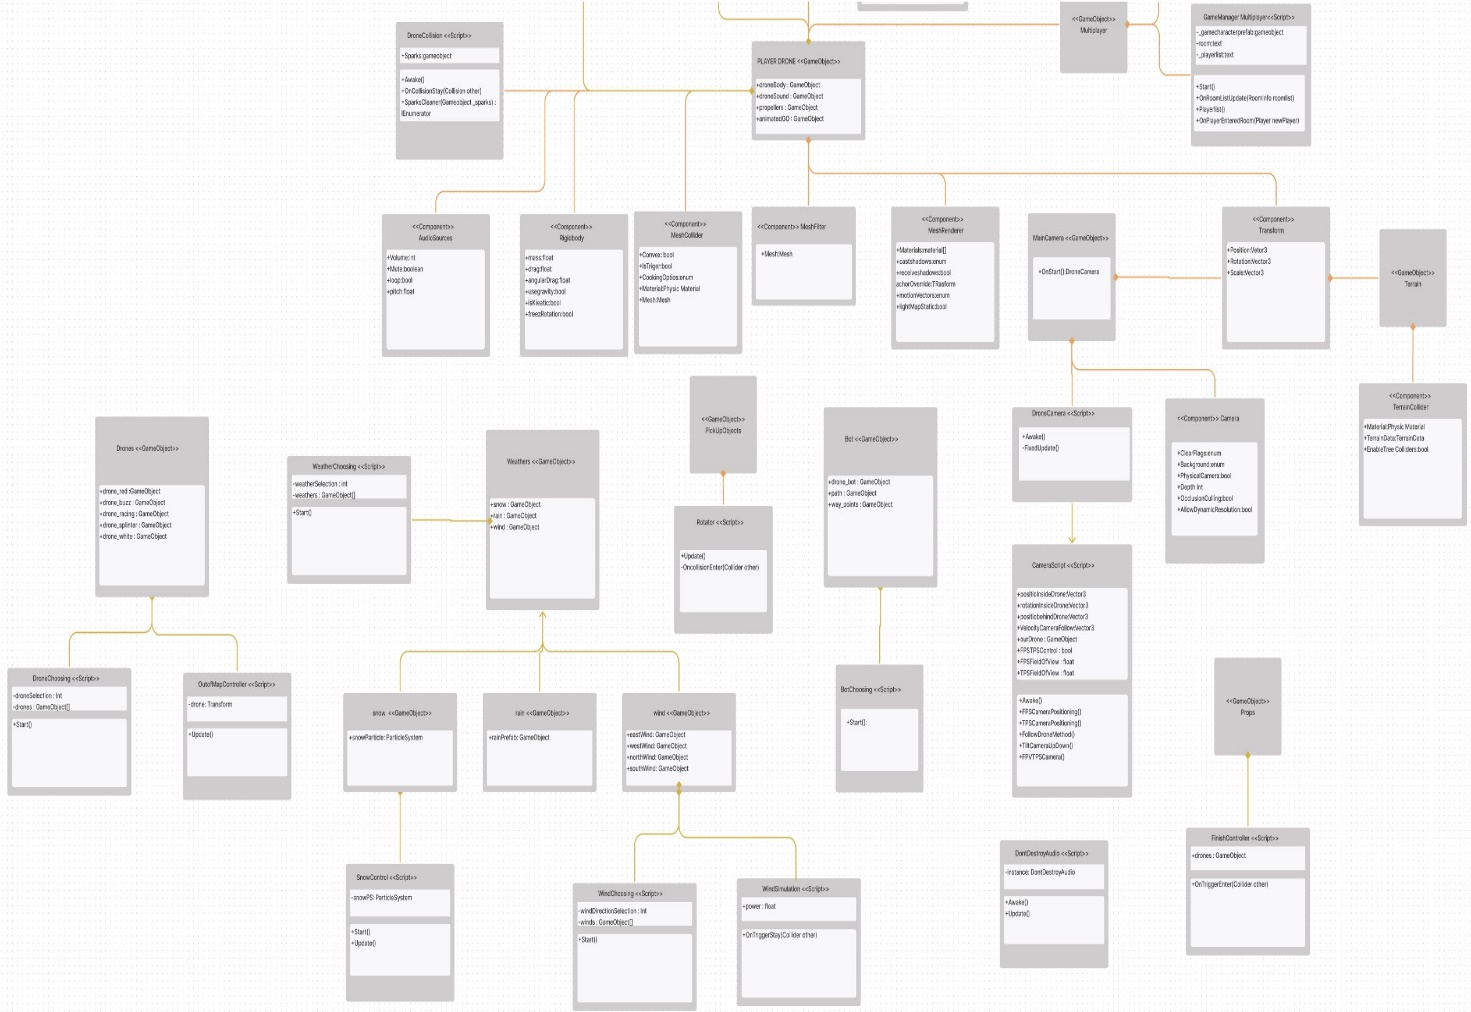 DroneCollision <<Script>>
+Sparks:gameobject
+Awake()
+OnCollisionStay(Collision other)
+SparksCleaner(Gameobject _sparks) :
IEnumerator
PLAYER DRONE <<GameObject>>
+droneBody : GameObject
+droneSound : GameObject
+propellers : GameObject
+animatedGO : GameObject
<<GameObject>>
Multiplayer
GameManager Multiplayer<<Script>>
-_gamecharacterprefab:gameobject
-room:text
-_playerlist:text
+Start()
+OnRoomListUpdate(RoomInfo roomlist)
+Playerlist()
+OnPlayerEnteredRoom(Player newPlayer)
<<Component>>
AudioSources
+Volume:int
+Mute:boolean
+loop:bool
+pitch:float
<<Component>>
Rigidbody
+mass:float
+drag:float
+angularDrag:float
+usegravity:bool
+isKieatic:bool
+freezRotation:bool
<<Component>>
MeshCollider
+Convex: bool
+IsTriger:bool
+CookingOptios:enum
+Material:Physic Material
+Mesh:Mesh
<<Component>> MeshFilter
+Mesh:Mesh
<<Component>>
MeshRenderer
+Materials:material[]
+castshadows:enum
+receiveshadows:bool
achorOverride:TRasform
+motionVectors:enum
+lightMapStatic:bool
MainCamera <<GameObject>>
+OnStart():DroneCamera
<<Component>>
Transform
+Position:Vetor3
+Rotation:Vector3
+Scale:Vector3
<<GameObject>>
Terrain
<<Component>>
TerrainCollider
+Material:Physic Material
+TerrainData:TerrainData
+EnableTree Colliders:bool
Drones <<GameObject>>
+drone_red:GameObject
+drone_buzz : GameObject
+drone_racing : GameObject
+drone_splinter : GameObject
+drone_white : GameObject
WeatherChoosing <<Script>>
-weatherSelection : int
-weathers : GameObject[]
+Start()
Weathers <<GameObject>>
+snow : GameObject
+rain : GameObject
+wind : GameObject
<<GameObject>>
PickUpObjects
Rotator <<Script>>
+Update()
-OncollisionEnter(Collider other)
Bot <<GameObject>>
+drone_bot : GameObject
+path : GameObject
+way_points : GameObject
DroneCamera <<Script>>
+Awake()
-FixedUpdate()
<<Component>> Camera
+ClearFlags:enum
+Background:enum
+PhysicalCamera:bool
+Depth:int
+OcclusionCulling:bool
+AllowDynamicResolution:bool
CameraScript <<Script>>
+positioInsideDrone:Vector3
+rotationInsideDrone:Vector3
+positicbehindDrone:Vector3
+VelocityCameraFollow:Vector3
+ourDrone : GameObject
+FPSTPSControl : bool
+FPSFieldOfView : float
+TPSFieldOfView : float
+Awake()
+FPSCameraPositioning()
+TPSCameraPositioning()
+FollowDroneMethod()
+TiltCameraUpDown()
+FPVTPSCamera()
DroneChoosing <<Script>>
-droneSelection : Int
-drones : GameObject[]
+Start()
OutofMapController <<Script>>
-drone: Transform
+Update()
snow <<GameObject>>
+snowParticle: ParticleSystem
rain <<GameObject>>
+rainPrefab: GameObject
wind <<GameObject>>
+eastWind: GameObject
+westWind: GameObject
+northWind: GameObject
+southWind: GameObject
BotChoosing <<Script>>
+Start():
<<GameObject>>
Props
SnowControl <<Script>>
-snowPS: ParticleSystem
+Start()
+Update()
WindChoosing <<Script>>
-windDirectionSelection : Int
-winds : GameObject[]
+Start()
WindSimulation <<Script>>
+power : float
+OnTriggerStay(Collider other)
DontDestroyAudio <<Script>>
-instance: DontDestroyAudio
+Awake()
+Update()
FinishController <<Script>>
+drones : GameObject
+OnTriggerEnter(Collider other)